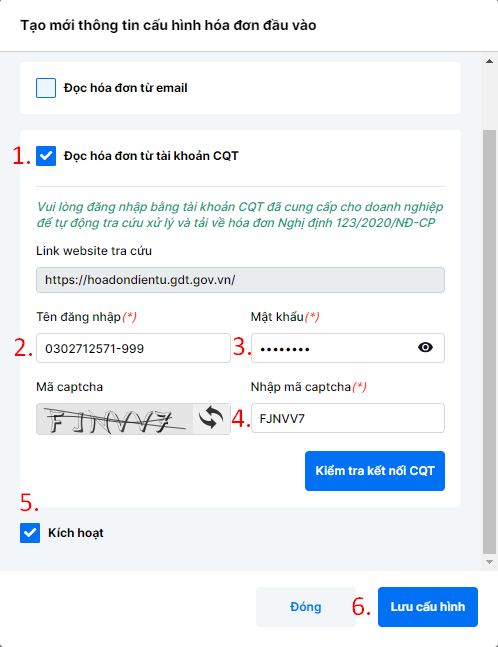 Tạo mới thông tin cấu hình hóa đơn đầu vào
Đọc hóa đơn từ email
1. Đọc hóa đơn từ tài khoản CQT
Vui lòng đăng nhập bằng tài khoản CQT đã cung cấp cho doanh nghiệp
để tự động tra cứu xử lý và tải về hóa đơn Nghị định 123/2020/NĐ-CP
Link website tra cứu
https://hoadondientu.gdt.gov.vn/
Tên đăng nhập(*) Mật khẩu(*)
2. 0302712571-999 3. ••••••••
Mã captcha Nhập mã captcha(*)
FJNVV7 4. FJNVV7
Kiểm tra kết nối CQT
5.
Kích hoạt
Đóng 6. Lưu cấu hình